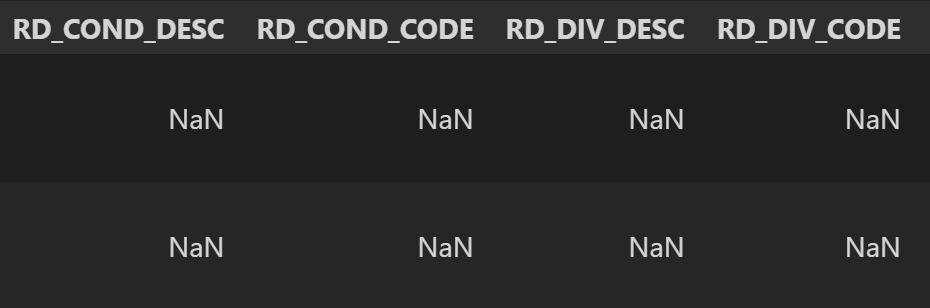 RD_COND_DESC RD_COND_CODE RD_DIV_DESC RD_DIV_CODE
NaN NaN NaN NaN
NaN NaN NaN NaN